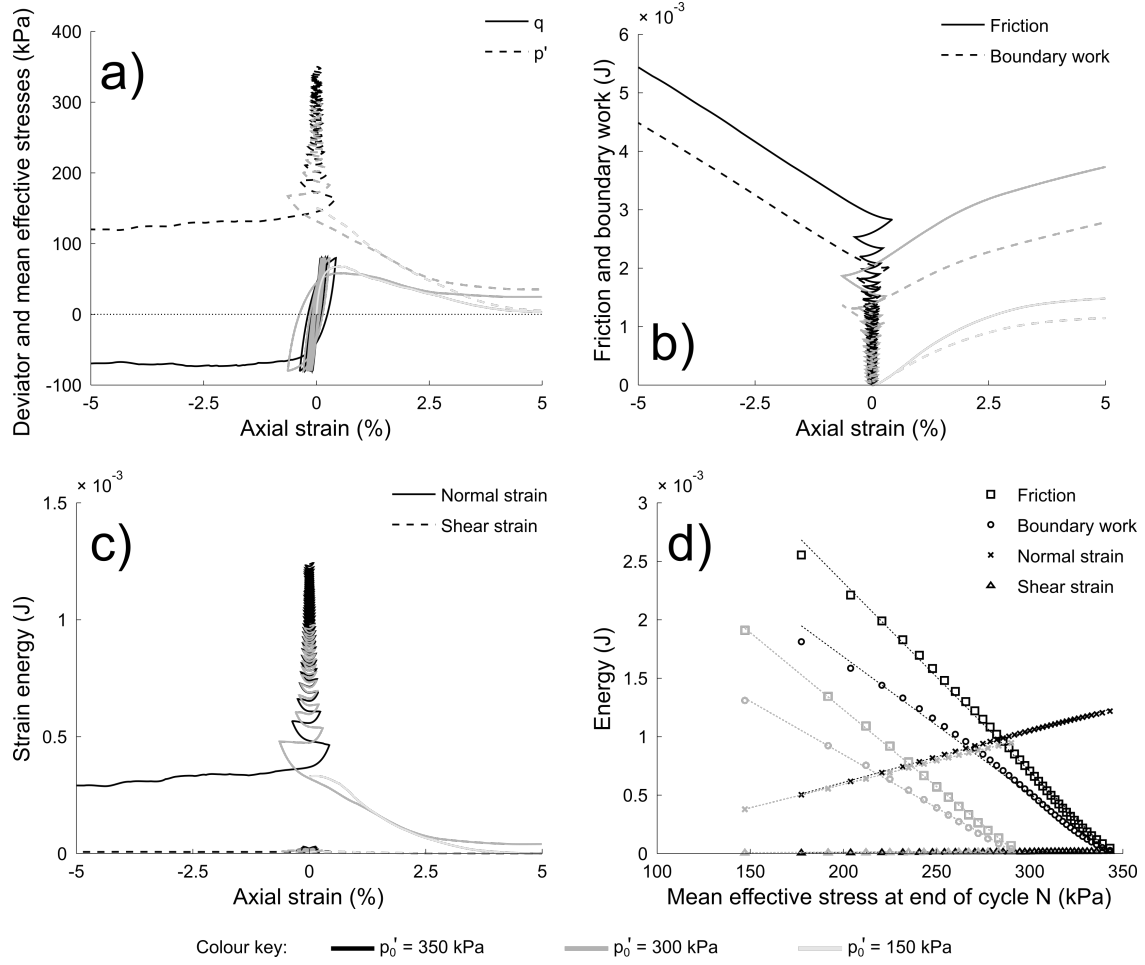 a)
Deviator and mean effective stresses (kPa)
400
300
200
100
0
-100
-5
-2.5
0
2.5
5
Axial strain (%)
q
p'
b)
× 10⁻³
Friction and boundary work (J)
6
5
4
3
2
1
0
-5
-2.5
0
2.5
5
Axial strain (%)
Friction
Boundary work
c)
× 10⁻³
Strain energy (J)
1.5
1
0.5
0
-5
-2.5
0
2.5
5
Axial strain (%)
Normal strain
Shear strain
d)
× 10⁻³
Energy (J)
3
2.5
2
1.5
1
0.5
0
100
150
200
250
300
350
Mean effective stress at end of cycle N (kPa)
Friction
Boundary work
Normal strain
Shear strain
Colour key: p₀' = 350 kPa p₀' = 300 kPa p₀' = 150 kPa